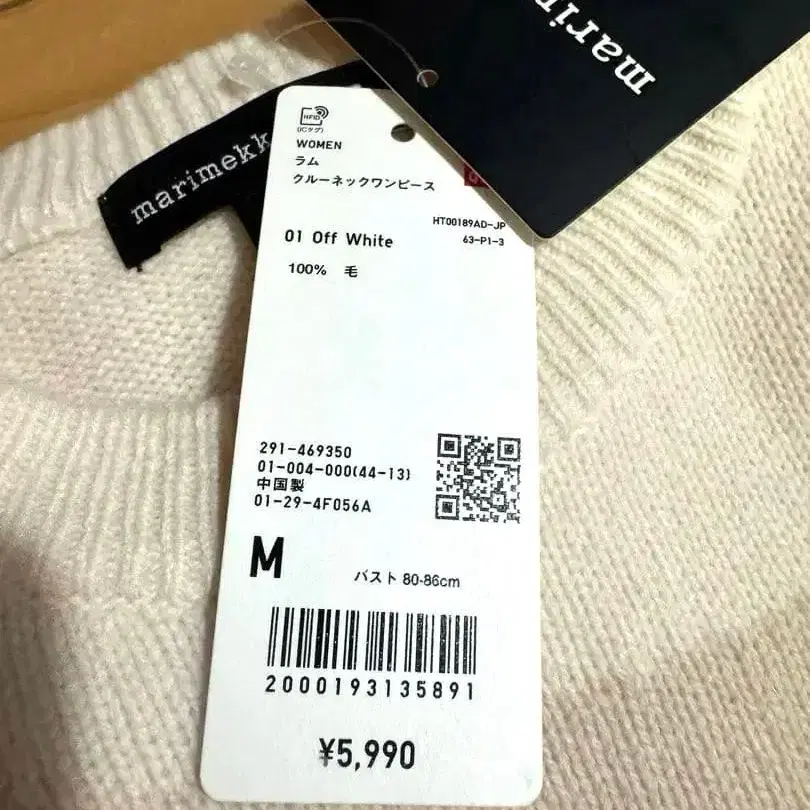 marimekk
marim
RFID
(ICタグ)
WOMEN
ラム
クルーネックワンピース
HT00189AD-JP
63-P1-3
01 Off White
100% 毛
291-469350
01-004-000(44-13)
中国製
01-29-4F056A
M
バスト 80-86cm
2000193135891
¥5,990